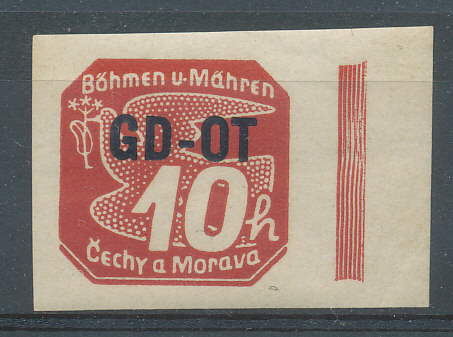 Böhmen u. Mähren
GD-OT
10h
Čechy a Morava